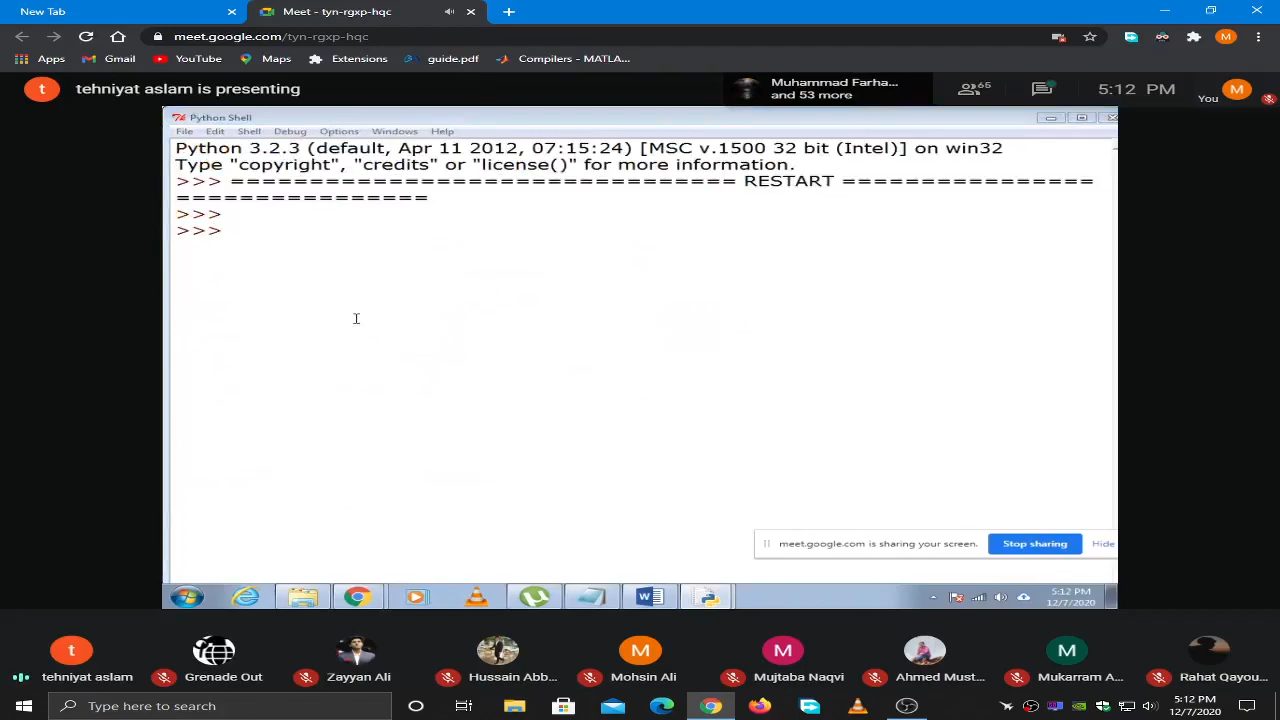 New Tab
Meet - tyn-rgxp-hqc
meet.google.com/tyn-rgxp-hqc
M
Apps
Gmail
YouTube
Maps
Extensions
guide.pdf
Compilers - MATLA...
t
tehniyat aslam is presenting
Muhammad Farha...
and 53 more
65
5:12 PM
You
M
Python Shell
File Edit Shell Debug Options Windows Help
Python 3.2.3 (default, Apr 11 2012, 07:15:24) [MSC v.1500 32 bit (Intel)] on win32
Type "copyright", "credits" or "license()" for more information.
>>> ================================ RESTART ================
================
>>>
>>>
meet.google.com is sharing your screen.
Stop sharing
Hide
5:12 PM
12/7/2020
t
M
M
M
tehniyat aslam
Grenade Out
Zayyan Ali
Hussain Abb...
Mohsin Ali
Mujtaba Naqvi
Ahmed Must...
Mukarram A...
Rahat Qayou...
Type here to search
5:12 PM
12/7/2020